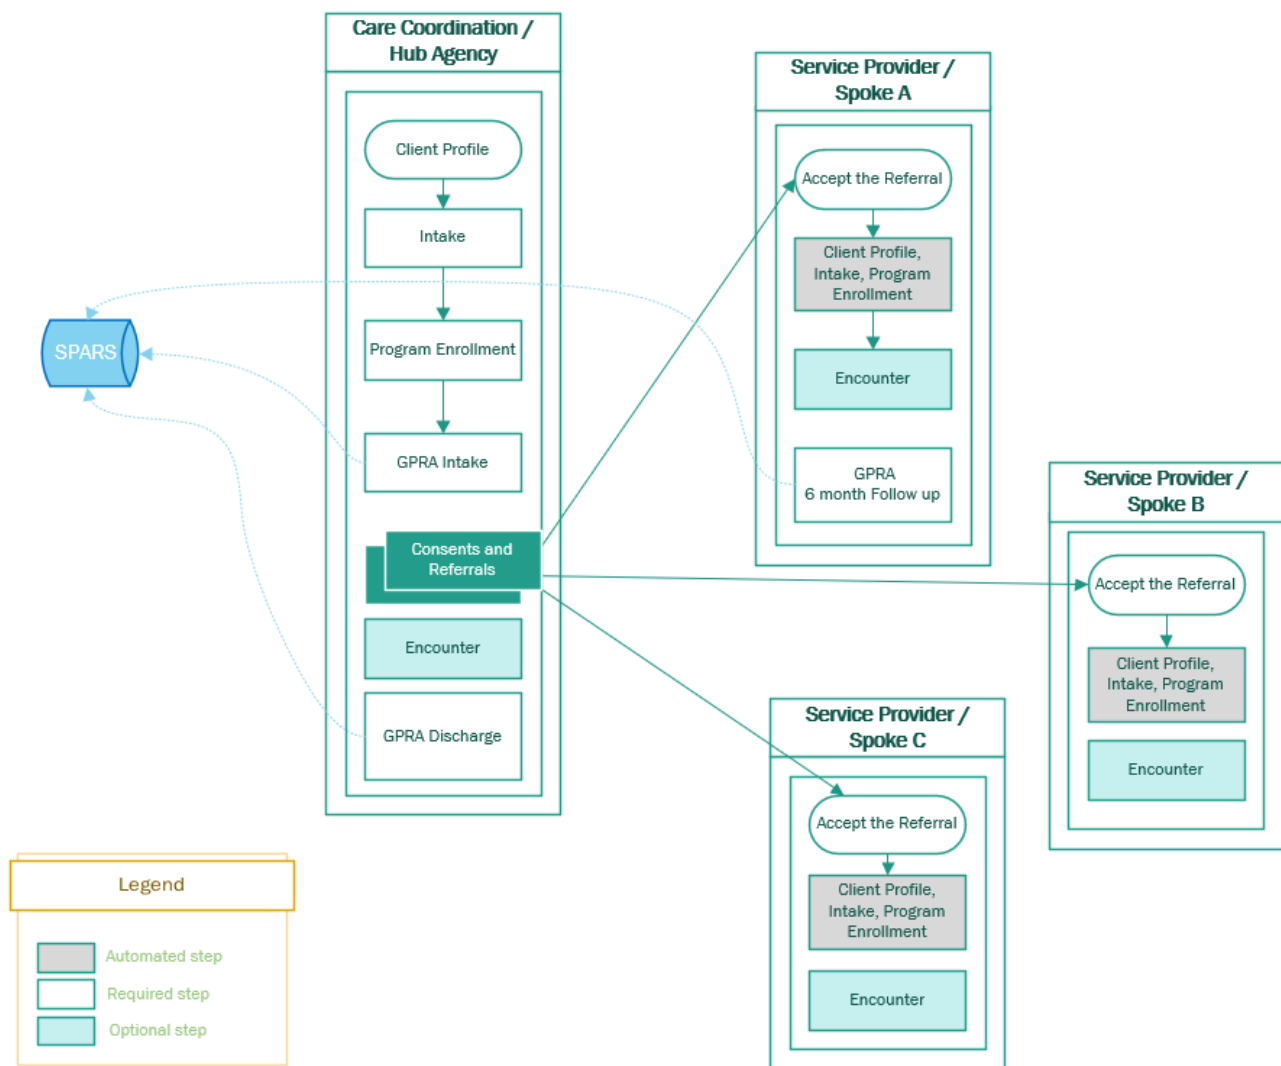 Care Coordination /
Hub Agency
Client Profile
Intake
Program Enrollment
GPRA Intake
Consents and
Referrals
Encounter
GPRA Discharge
SPARS
Service Provider /
Spoke A
Accept the Referral
Client Profile,
Intake, Program
Enrollment
Encounter
GPRA
6 month Follow up
Service Provider /
Spoke B
Accept the Referral
Client Profile,
Intake, Program
Enrollment
Encounter
Service Provider /
Spoke C
Accept the Referral
Client Profile,
Intake, Program
Enrollment
Encounter
Legend
Automated step
Required step
Optional step